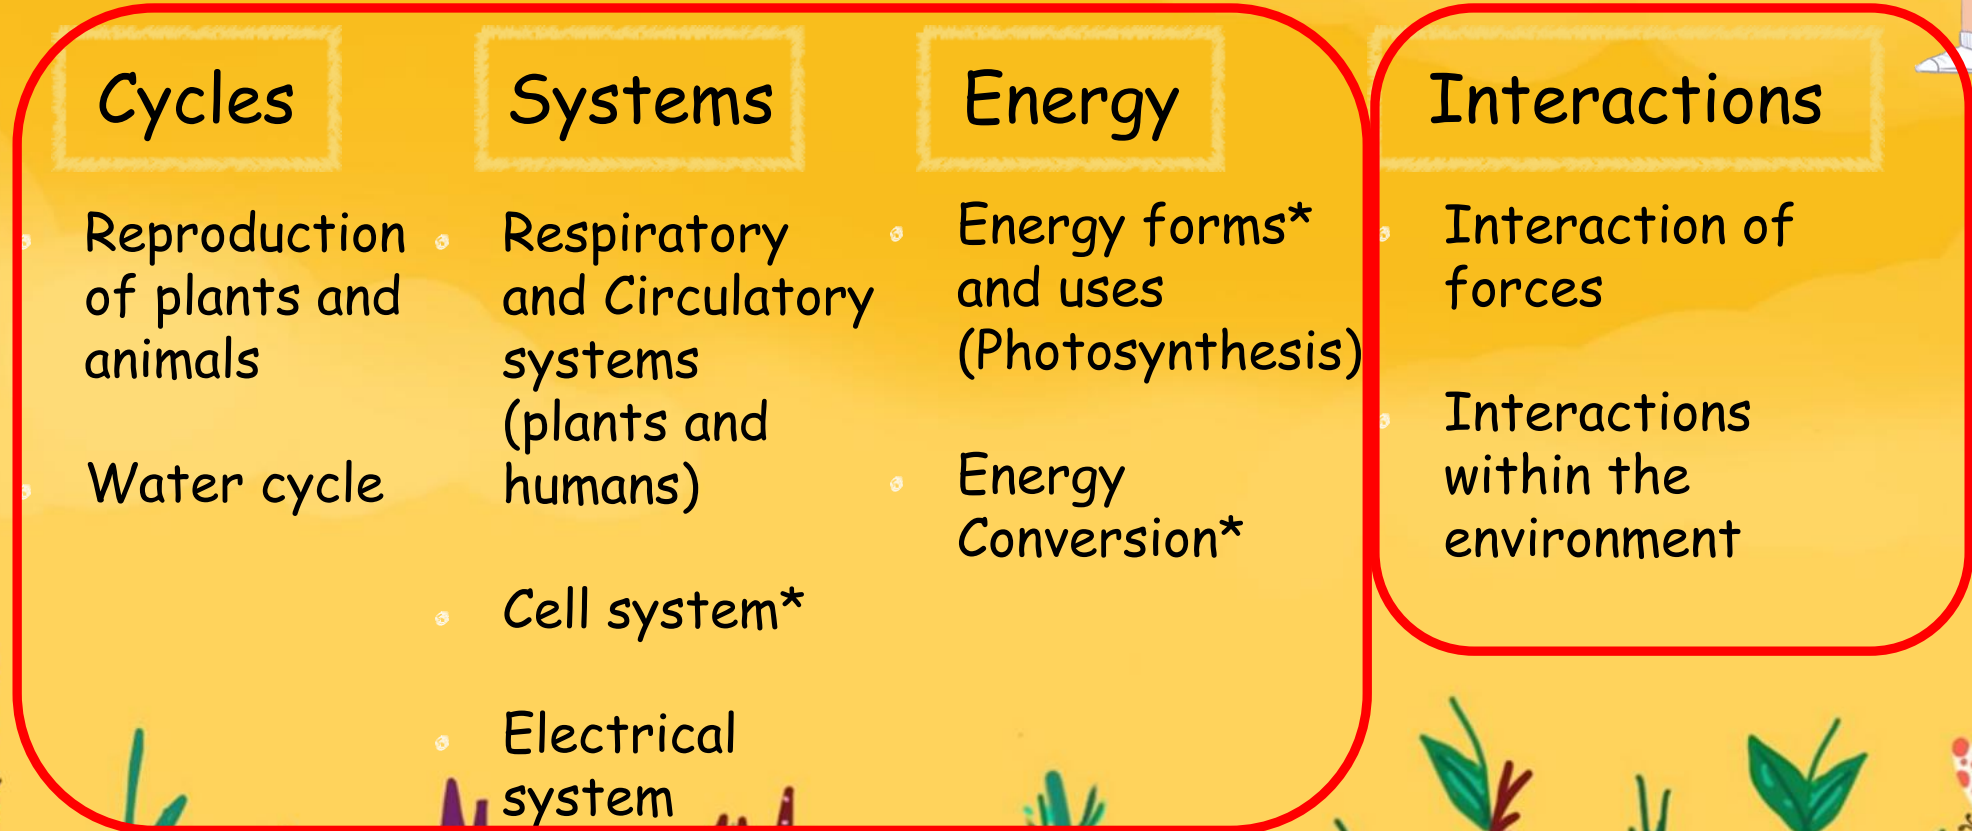 Cycles
Reproduction
of plants and
animals
Water cycle
Systems
Respiratory
and Circulatory
systems
(plants and
humans)
Cell system*
Electrical
system
Energy
Energy forms*
and uses
(Photosynthesis)
Energy
Conversion*
Interactions
Interaction of
forces
Interactions
within the
environment